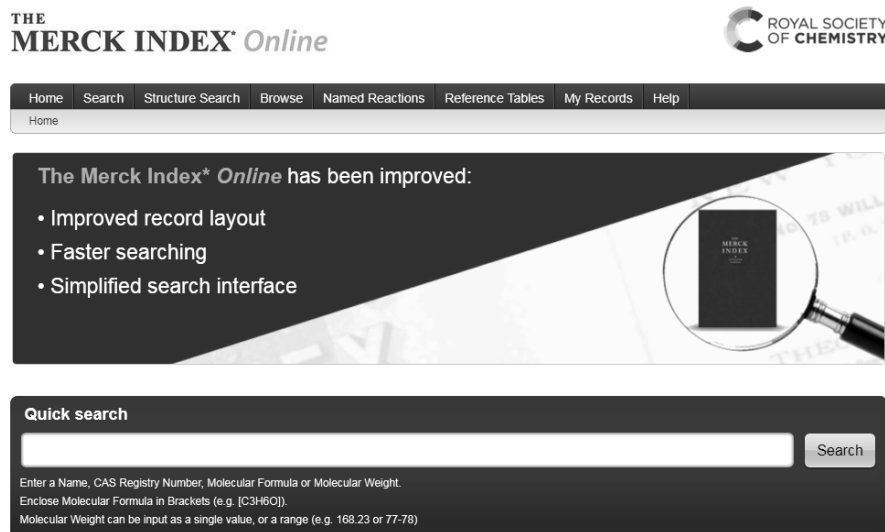 THE
MERCK INDEX* Online
ROYAL SOCIETY
OF CHEMISTRY
Home Search Structure Search Browse Named Reactions Reference Tables My Records Help
Home
The Merck Index* Online has been improved:
• Improved record layout
• Faster searching
• Simplified search interface
THE
MERCK
INDEX
Quick search
Search
Enter a Name, CAS Registry Number, Molecular Formula or Molecular Weight.
Enclose Molecular Formula in Brackets (e.g. [C3H6O]).
Molecular Weight can be input as a single value, or a range (e.g. 168.23 or 77-78)